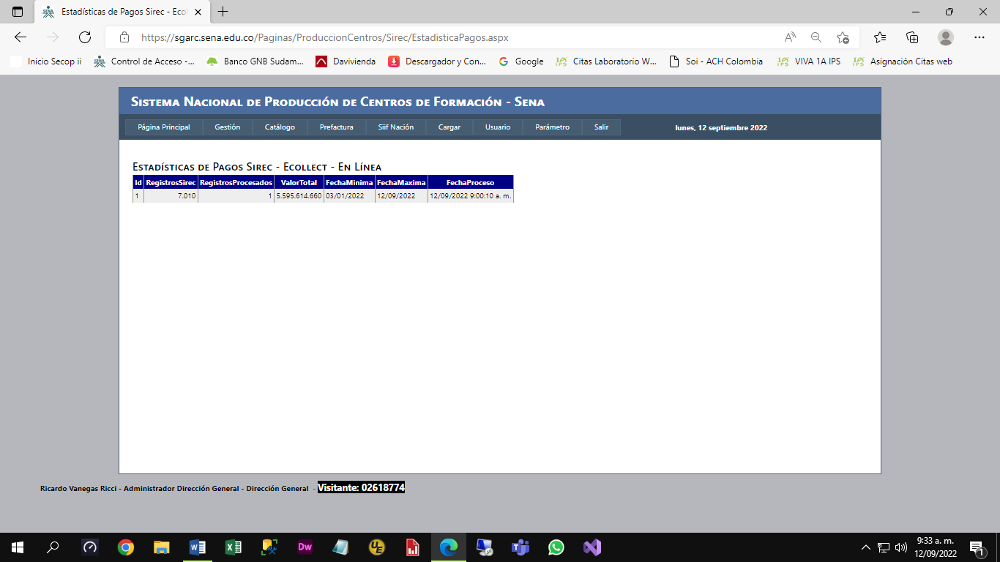 Estadísticas de Pagos Sirec - Eco
https://sgarc.sena.edu.co/Paginas/ProduccionCentros/Sirec/EstadisticaPagos.aspx
Inicio Secop ii
Control de Acceso -...
Banco GNB Sudam...
Davivienda
Descargador y Con...
Google
Citas Laboratorio W...
Soi - ACH Colombia
VIVA 1A IPS
Asignación Citas web
Sistema Nacional de Producción de Centros de Formación - Sena
Página Principal Gestión Catálogo Prefactura Siif Nación Cargar Usuario Parámetro Salir lunes, 12 septiembre 2022
Estadísticas de Pagos Sirec - Ecollect - En Línea
Id RegistrosSirec RegistrosProcesados ValorTotal FechaMinima FechaMaxima FechaProceso
1 7.010 1 5.595.614.660 03/01/2022 12/09/2022 12/09/2022 9:00:10 a. m.
Ricardo Vanegas Ricci - Administrador Dirección General - Dirección General - Visitante: 02618774
9:33 a. m.
12/09/2022